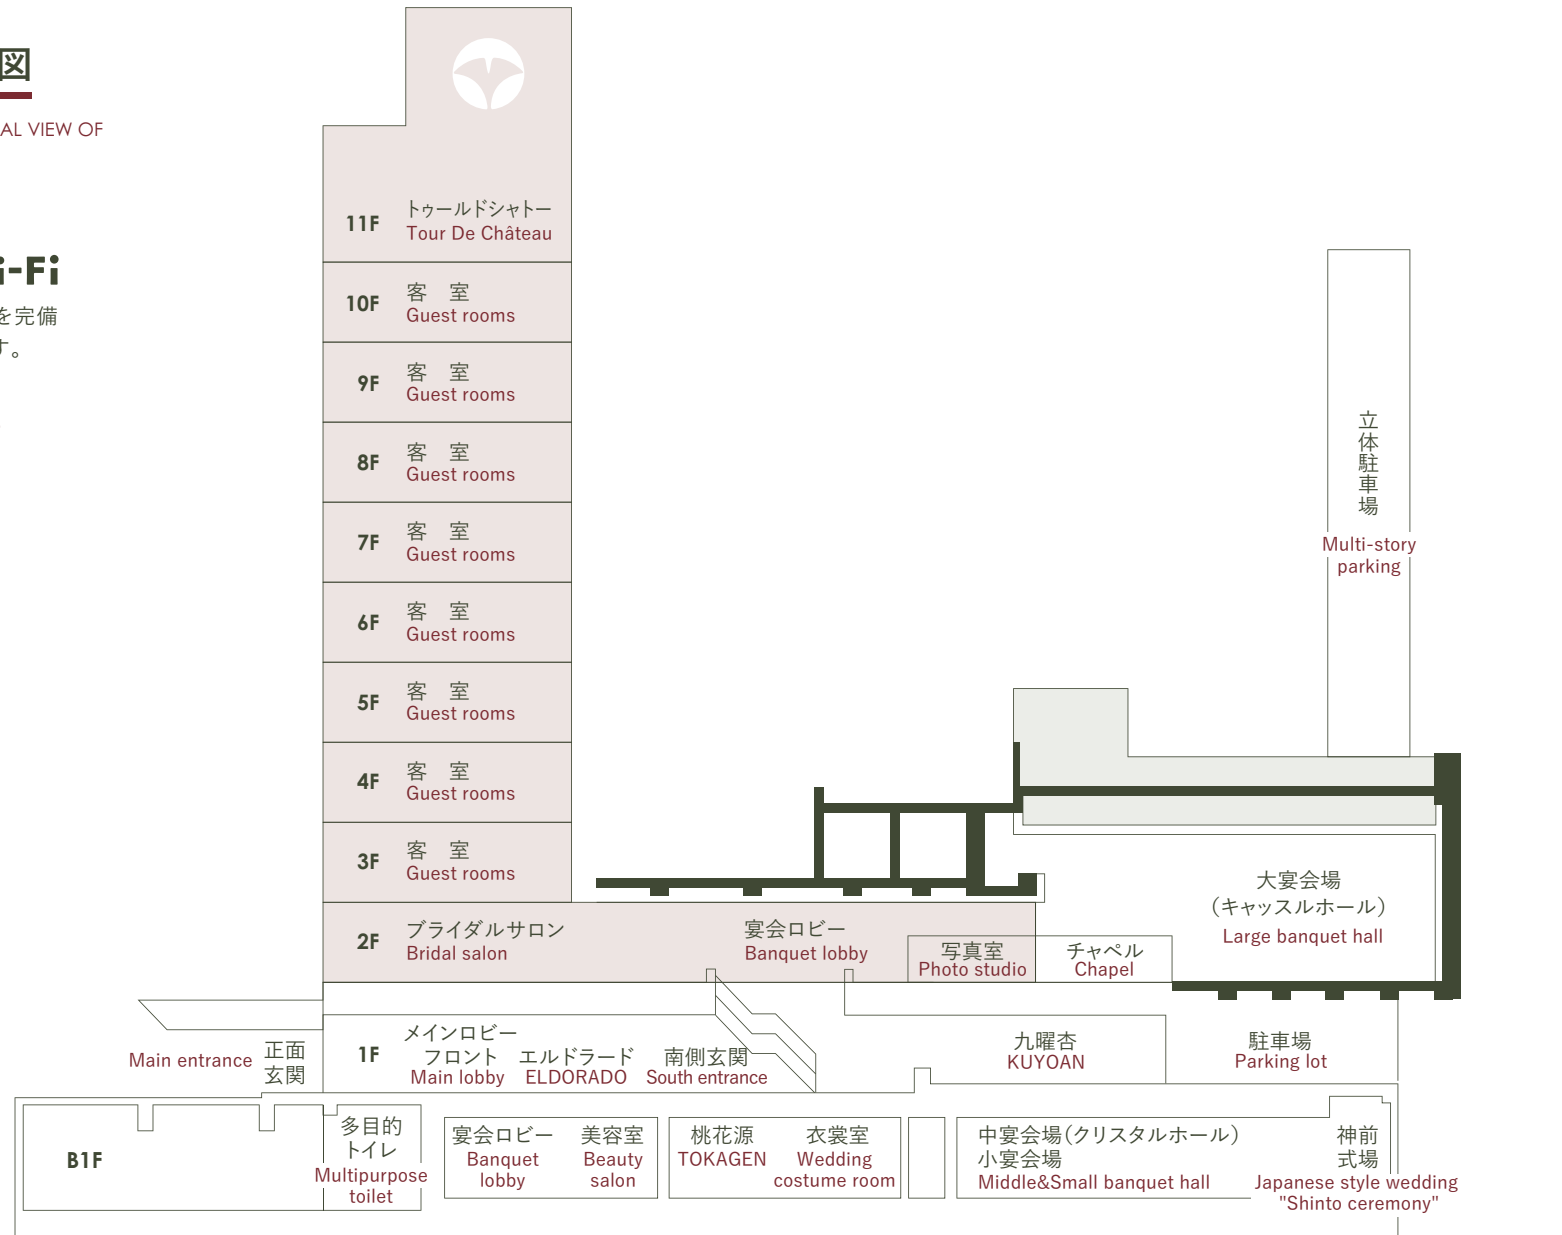 図
AL VIEW OF
i-Fi
を完備
す。
11F
トゥールドシャトー
Tour De Château
10F
客 室
Guest rooms
9F
客 室
Guest rooms
8F
客 室
Guest rooms
7F
客 室
Guest rooms
6F
客 室
Guest rooms
5F
客 室
Guest rooms
4F
客 室
Guest rooms
3F
客 室
Guest rooms
2F
ブライダルサロン
Bridal salon
宴会ロビー
Banquet lobby
写真室
Photo studio
チャペル
Chapel
大宴会場
（キャッスルホール）
Large banquet hall
立体駐車場
Multi-story
parking
Main entrance
正面
玄関
1F
メインロビー
フロント
Main lobby
エルドラード
ELDORADO
南側玄関
South entrance
九曜杏
KUYOAN
駐車場
Parking lot
B1F
多目的
トイレ
Multipurpose
toilet
宴会ロビー
Banquet
lobby
美容室
Beauty
salon
桃花源
TOKAGEN
衣裳室
Wedding
costume room
中宴会場（クリスタルホール）
小宴会場
Middle&Small banquet hall
神前
式場
Japanese style wedding
"Shinto ceremony"